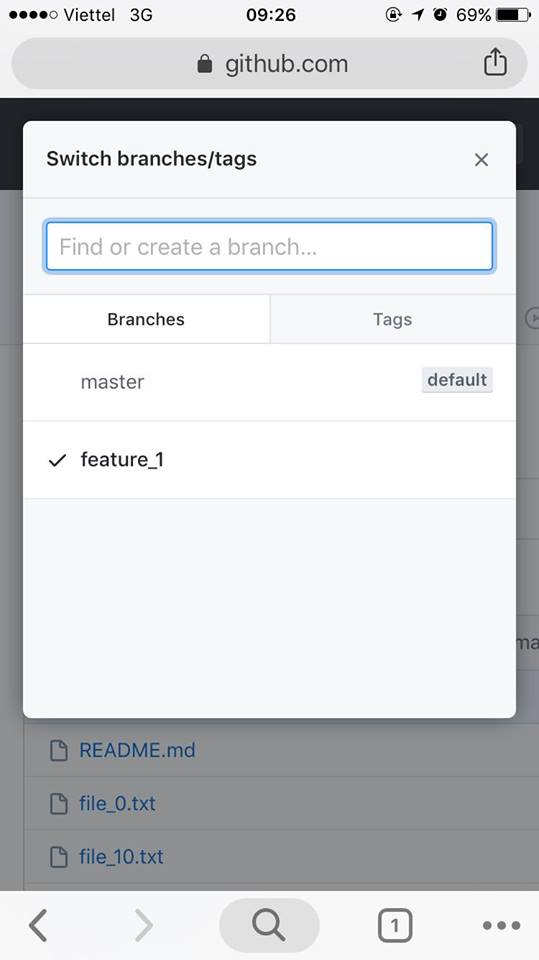 Viettel 3G 09:26 69%
github.com
Switch branches/tags
Find or create a branch...
Branches Tags
master default
feature_1
ma
README.md
file_0.txt
file_10.txt
1